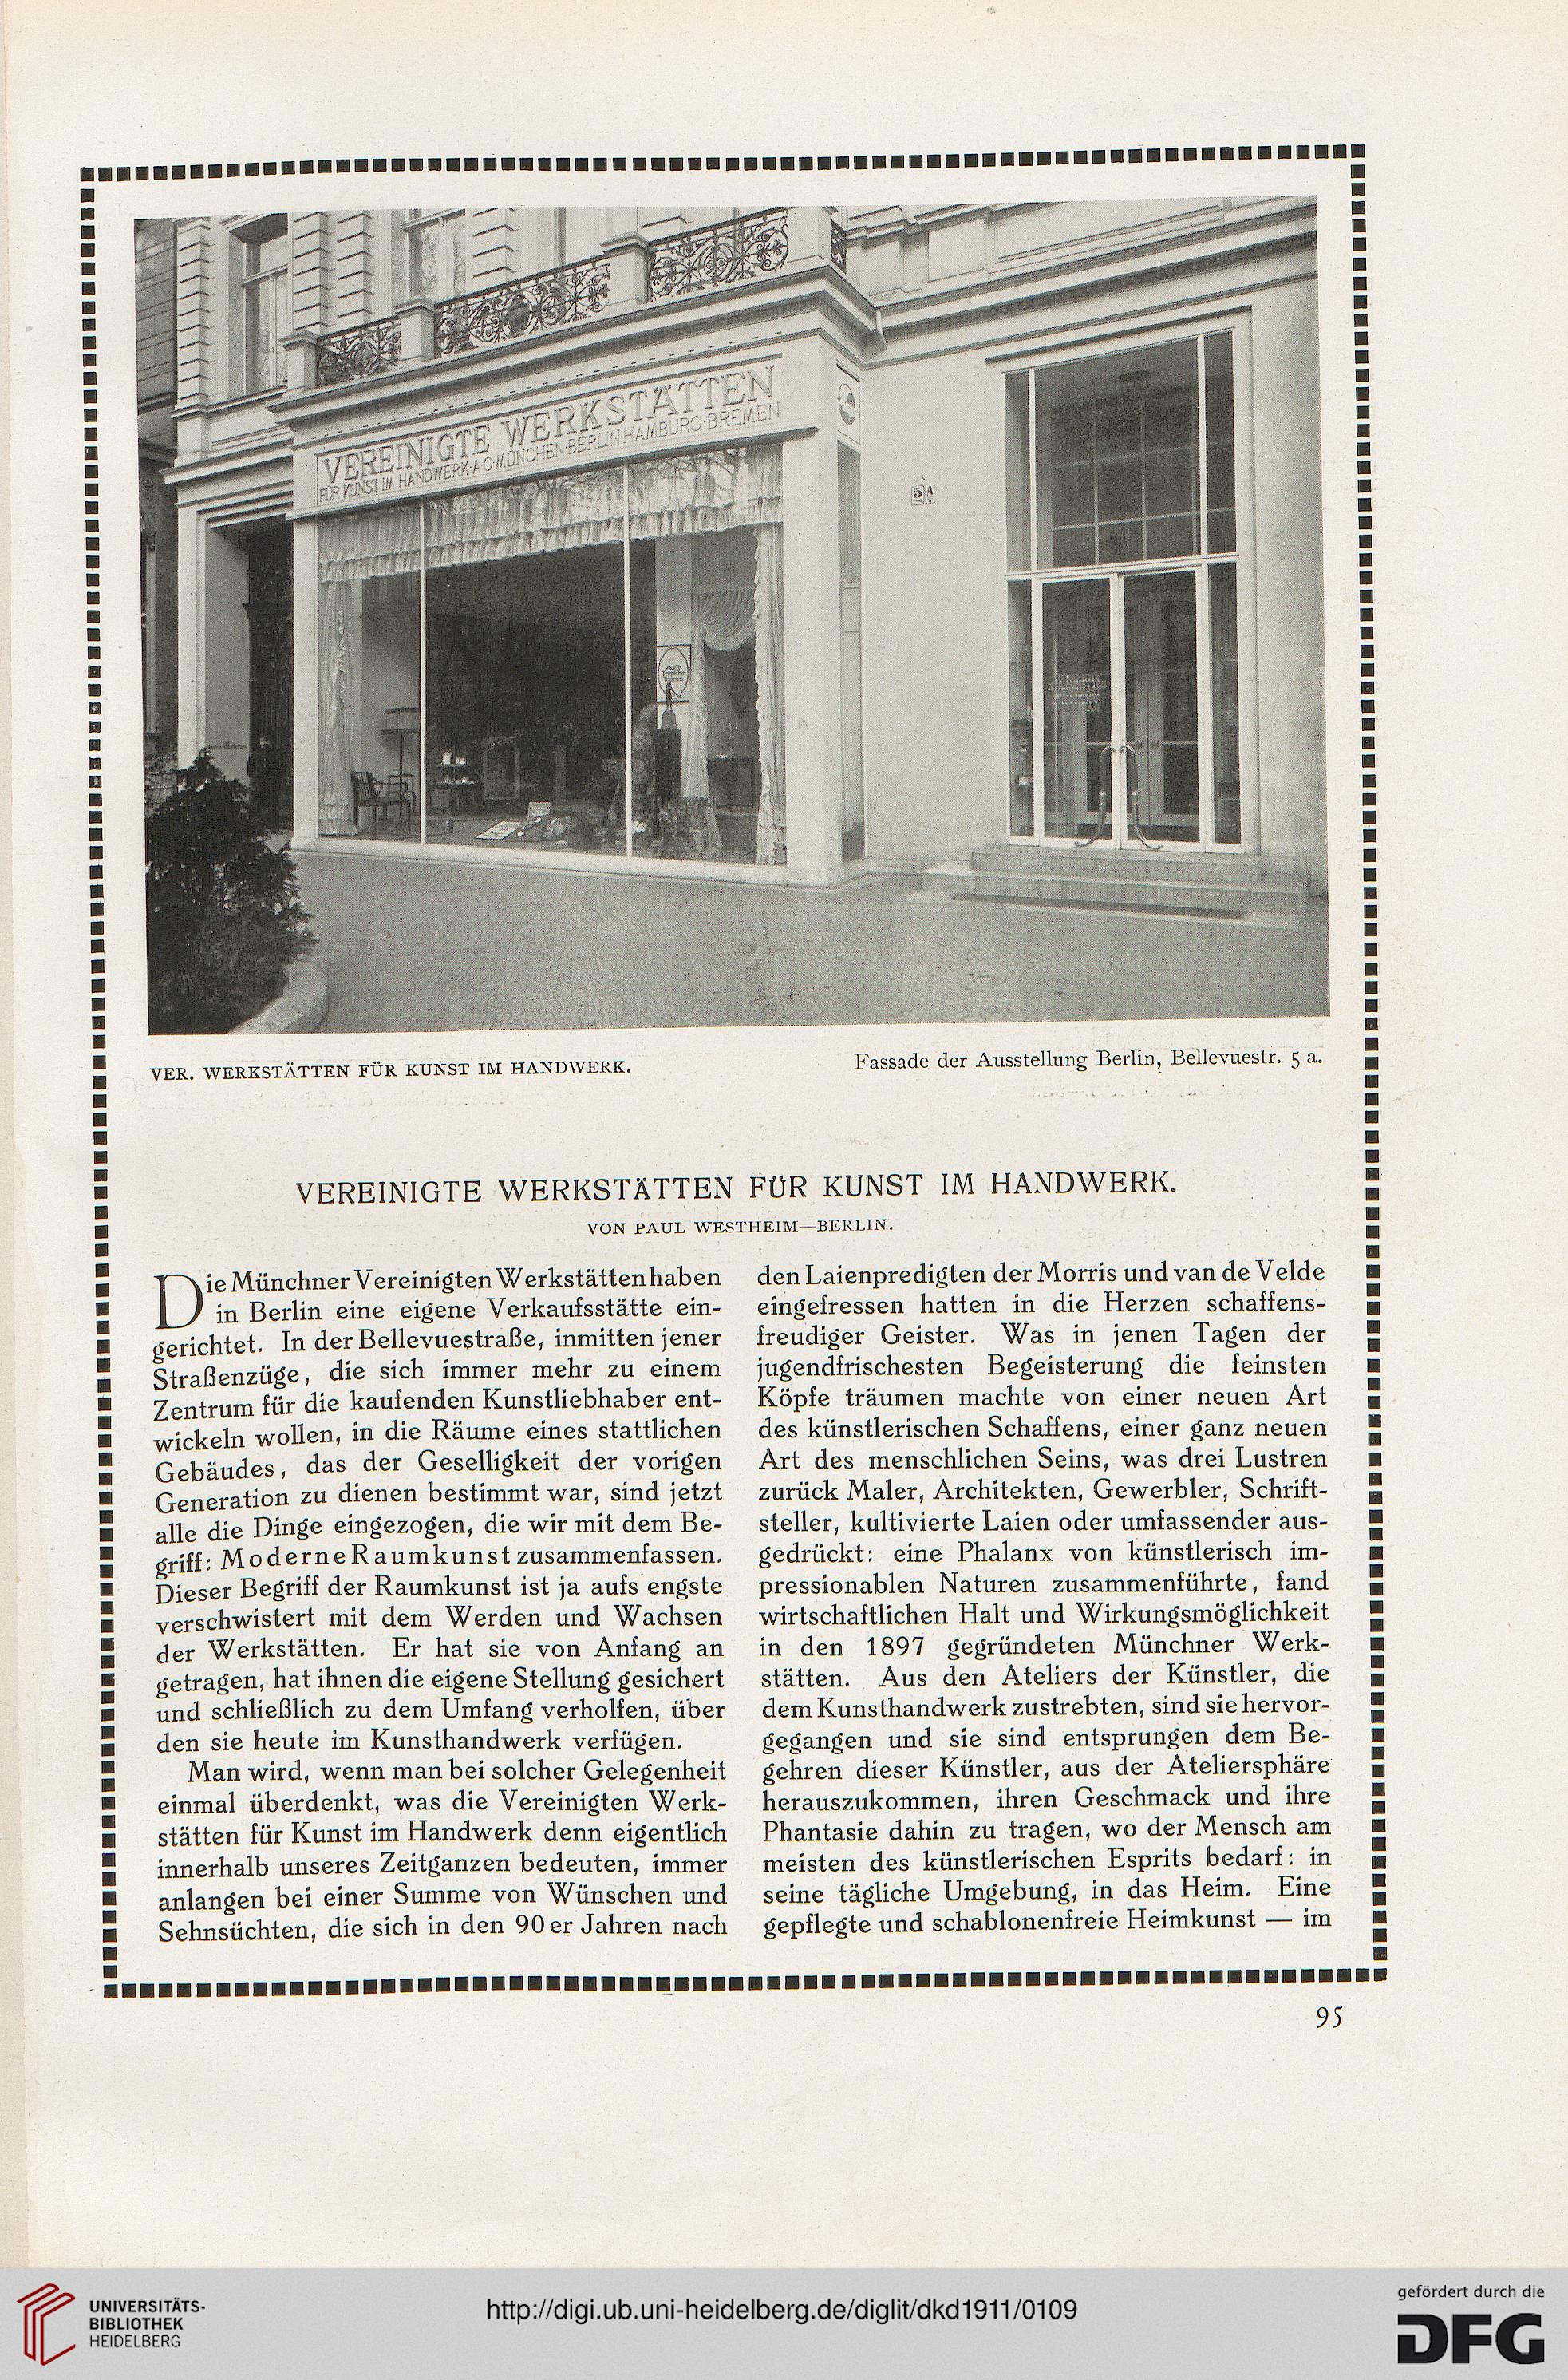 VEREINIGTE WERKSTÄTTEN
FÜR KUNST IM HANDWERK·A·G·MÜNCHEN·BERLIN·HAMBURG·BREMEN
5A
VER. WERKSTÄTTEN FÜR KUNST IM HANDWERK.
Fassade der Ausstellung Berlin, Bellevuestr. 5 a.
VEREINIGTE WERKSTÄTTEN FÜR KUNST IM HANDWERK.
VON PAUL WESTHEIM—BERLIN.
Die Münchner Vereinigten Werkstätten haben
in Berlin eine eigene Verkaufsstätte ein-
gerichtet. In der Bellevuestraße, inmitten jener
Straßenzüge, die sich immer mehr zu einem
Zentrum für die kaufenden Kunstliebhaber ent-
wickeln wollen, in die Räume eines stattlichen
Gebäudes, das der Geselligkeit der vorigen
Generation zu dienen bestimmt war, sind jetzt
alle die Dinge eingezogen, die wir mit dem Be-
griff: Moderne Raumkunst zusammenfassen.
Dieser Begriff der Raumkunst ist ja aufs engste
verschwistert mit dem Werden und Wachsen
der Werkstätten. Er hat sie von Anfang an
getragen, hat ihnen die eigene Stellung gesichert
und schließlich zu dem Umfang verholfen, über
den sie heute im Kunsthandwerk verfügen.
Man wird, wenn man bei solcher Gelegenheit
einmal überdenkt, was die Vereinigten Werk-
stätten für Kunst im Handwerk denn eigentlich
innerhalb unseres Zeitganzen bedeuten, immer
anlangen bei einer Summe von Wünschen und
Sehnsüchten, die sich in den 90er Jahren nach
den Laienpredigten der Morris und van de Velde
eingefressen hatten in die Herzen schaffens-
freudiger Geister. Was in jenen Tagen der
jugendfrischesten Begeisterung die feinsten
Köpfe träumen machte von einer neuen Art
des künstlerischen Schaffens, einer ganz neuen
Art des menschlichen Seins, was drei Lustren
zurück Maler, Architekten, Gewerbler, Schrift-
steller, kultivierte Laien oder umfassender aus-
gedrückt: eine Phalanx von künstlerisch im-
pressionablen Naturen zusammenführte, fand
wirtschaftlichen Halt und Wirkungsmöglichkeit
in den 1897 gegründeten Münchner Werk-
stätten. Aus den Ateliers der Künstler, die
dem Kunsthandwerk zustrebten, sind sie hervor-
gegangen und sie sind entsprungen dem Be-
gehren dieser Künstler, aus der Ateliersphäre
herauszukommen, ihren Geschmack und ihre
Phantasie dahin zu tragen, wo der Mensch am
meisten des künstlerischen Esprits bedarf: in
seine tägliche Umgebung, in das Heim. Eine
gepflegte und schablonenfreie Heimkunst — im
95
UNIVERSITÄTS-
BIBLIOTHEK
HEIDELBERG
http://digi.ub.uni-heidelberg.de/diglit/dkd1911/0109
gefördert durch die
DFG